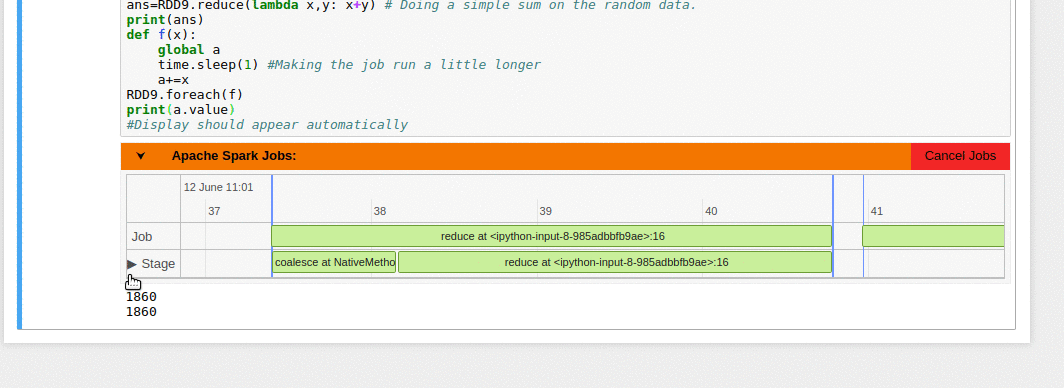 ans=RDD9.reduce(lambda x,y: x+y) # Doing a simple sum on the random data.
print(ans)
def f(x):
    global a
    time.sleep(1) #Making the job run a little longer
    a+=x
RDD9.foreach(f)
print(a.value)
#Display should appear automatically
Apache Spark Jobs: Cancel Jobs
12 June 11:01
37 38 39 40 41
Job reduce at <ipython-input-8-985adbbfb9ae>:16
▶ Stage coalesce at NativeMetho reduce at <ipython-input-8-985adbbfb9ae>:16
1860
1860